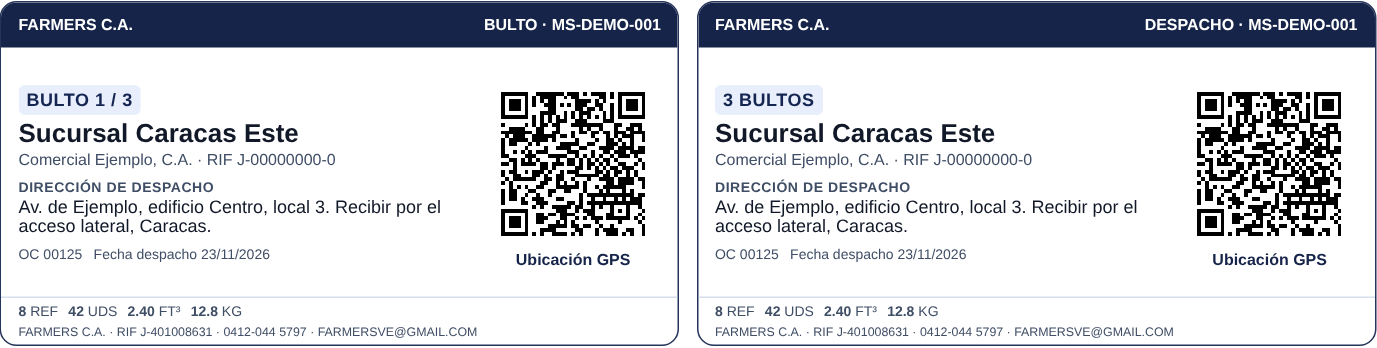 FARMERS C.A.
BULTO · MS-DEMO-001
BULTO 1 / 3
Sucursal Caracas Este
Comercial Ejemplo, C.A. · RIF J-00000000-0
DIRECCIÓN DE DESPACHO
Av. de Ejemplo, edificio Centro, local 3. Recibir por el
acceso lateral, Caracas.
OC 00125 Fecha despacho 23/11/2026
Ubicación GPS
8 REF 42 UDS 2.40 FT³ 12.8 KG
FARMERS C.A. · RIF J-401008631 · 0412-044 5797 · FARMERSVE@GMAIL.COM
FARMERS C.A.
DESPACHO · MS-DEMO-001
3 BULTOS
Sucursal Caracas Este
Comercial Ejemplo, C.A. · RIF J-00000000-0
DIRECCIÓN DE DESPACHO
Av. de Ejemplo, edificio Centro, local 3. Recibir por el
acceso lateral, Caracas.
OC 00125 Fecha despacho 23/11/2026
Ubicación GPS
8 REF 42 UDS 2.40 FT³ 12.8 KG
FARMERS C.A. · RIF J-401008631 · 0412-044 5797 · FARMERSVE@GMAIL.COM